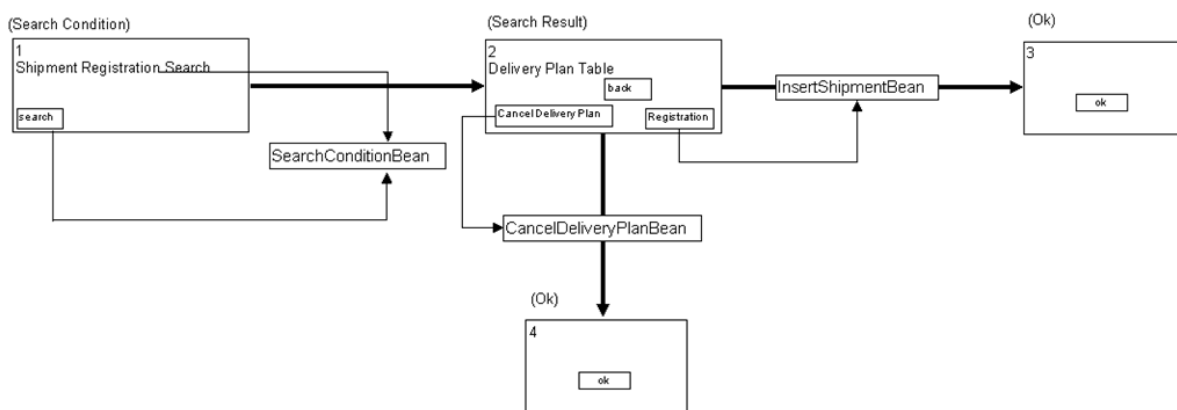 (Search Condition)
(Search Result)
(Ok)
1
Shipment Registration Search
search
2
Delivery Plan Table
back
Cancel Delivery Plan
Registration
InsertShipmentBean
3
ok
SearchConditionBean
CancelDeliveryPlanBean
(Ok)
4
ok